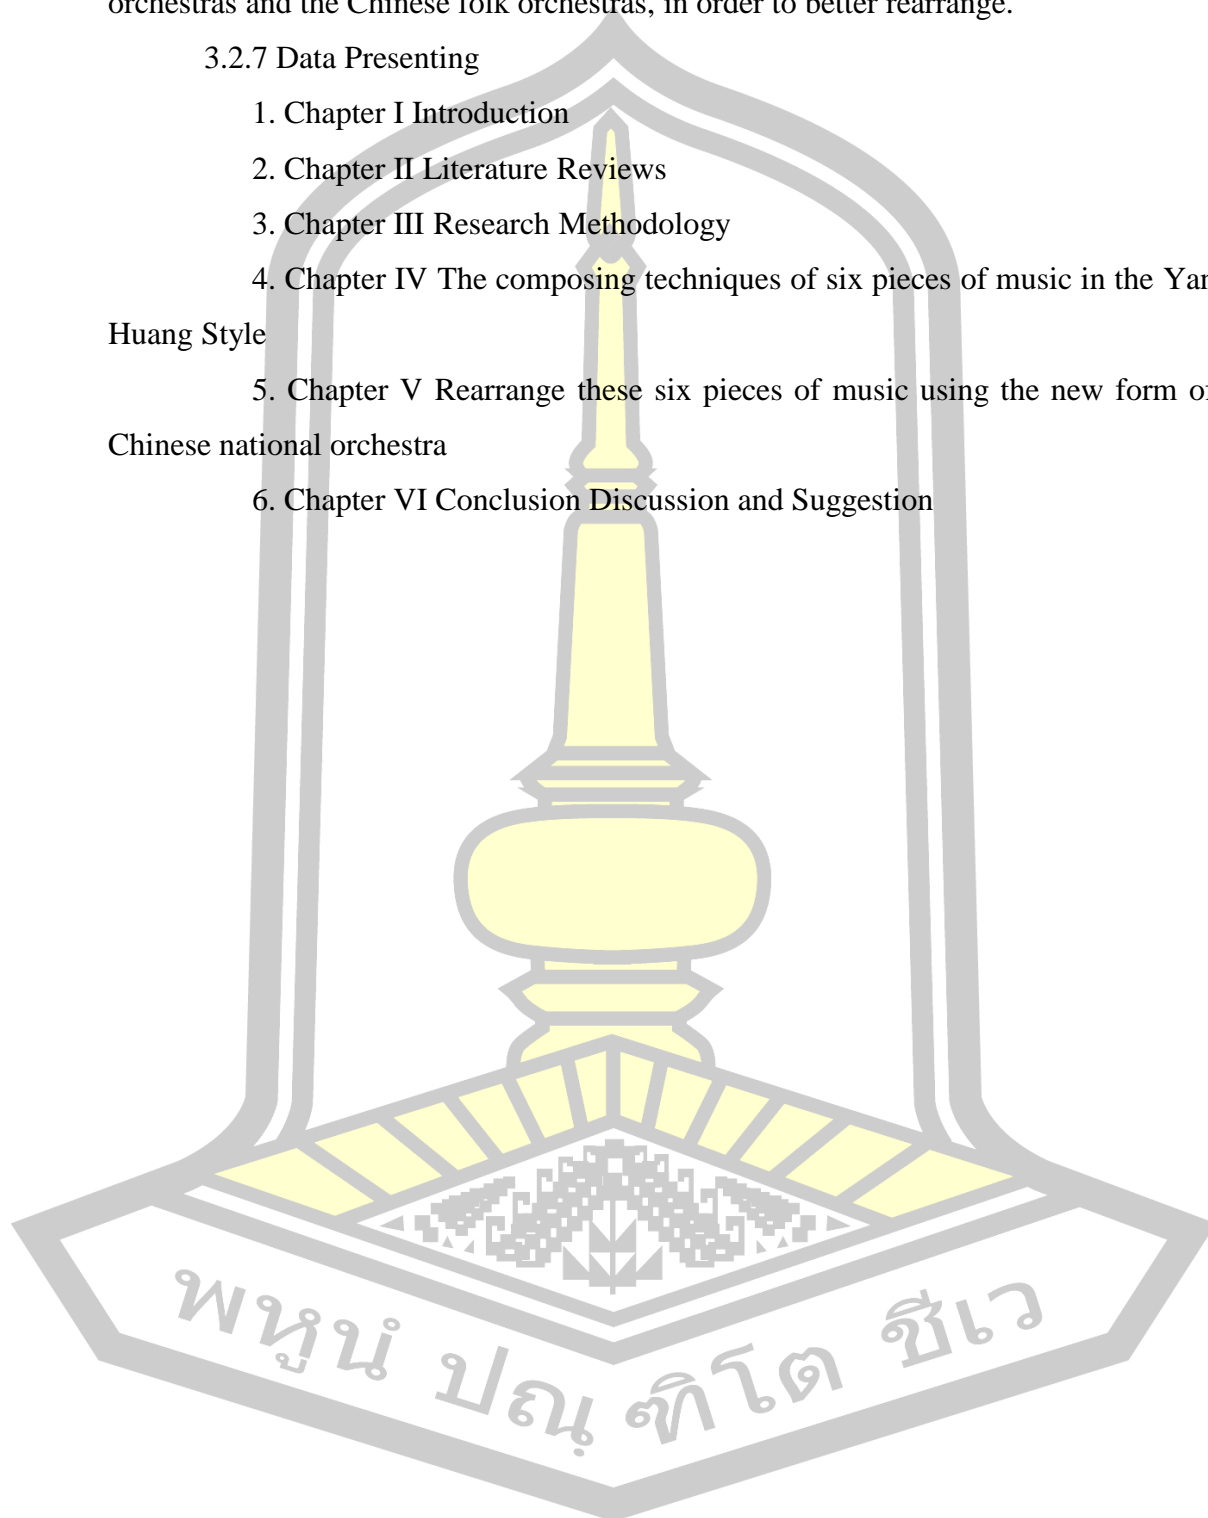 orchestras and the Chinese folk orchestras, in order to better rearrange.
3.2.7 Data Presenting
1. Chapter I Introduction
2. Chapter II Literature Reviews
3. Chapter III Research Methodology
4. Chapter IV The composing techniques of six pieces of music in the Yan
Huang Style
5. Chapter V Rearrange these six pieces of music using the new form of
Chinese national orchestra
6. Chapter VI Conclusion Discussion and Suggestion
พหูนํ ปณฺฑิโต ชีเว